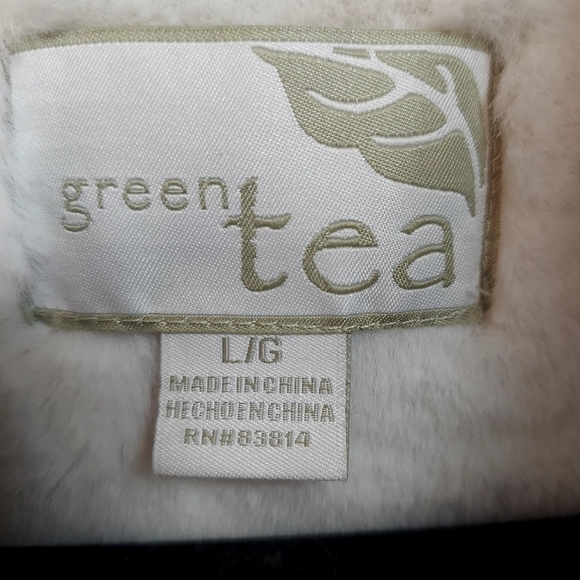 green
tea
L/G
MADE IN CHINA
HECHO EN CHINA
RN#83814